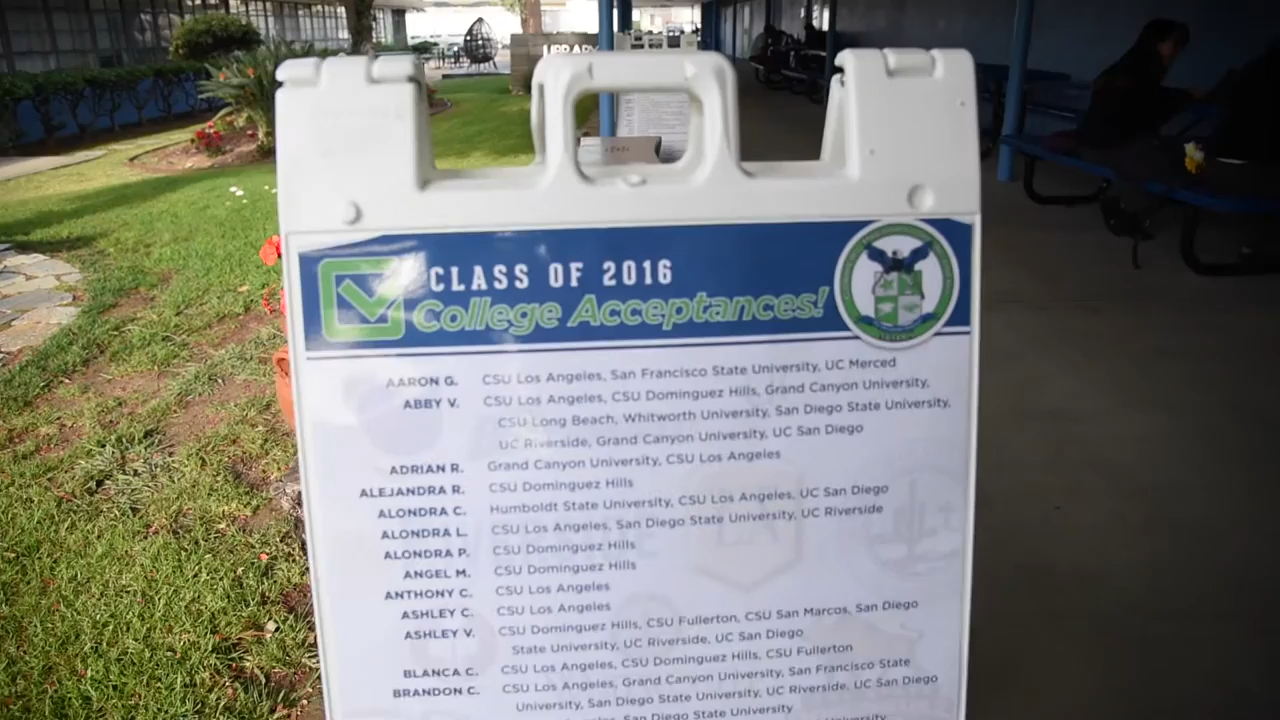 LIBRARY
CLASS OF 2016
College Acceptances!
AARON G. CSU Los Angeles, San Francisco State University, UC Merced
ABBY V. CSU Los Angeles, CSU Dominguez Hills, Grand Canyon University,
CSU Long Beach, Whitworth University, San Diego State University,
UC Riverside, Grand Canyon University, UC San Diego
ADRIAN R. Grand Canyon University, CSU Los Angeles
ALEJANDRA R. CSU Dominguez Hills
ALONDRA C. Humboldt State University, CSU Los Angeles, UC San Diego
ALONDRA L. CSU Los Angeles, San Diego State University, UC Riverside
ALONDRA P. CSU Dominguez Hills
ANGEL M. CSU Dominguez Hills
ANTHONY C. CSU Los Angeles
ASHLEY C. CSU Los Angeles
ASHLEY V. CSU Dominguez Hills, CSU Fullerton, CSU San Marcos, San Diego
State University, UC Riverside, UC San Diego
BLANCA C. CSU Los Angeles, CSU Dominguez Hills, CSU Fullerton
BRANDON C. CSU Los Angeles, Grand Canyon University, San Francisco State
University, San Diego State University, UC Riverside, UC San Diego
San Diego State University
University